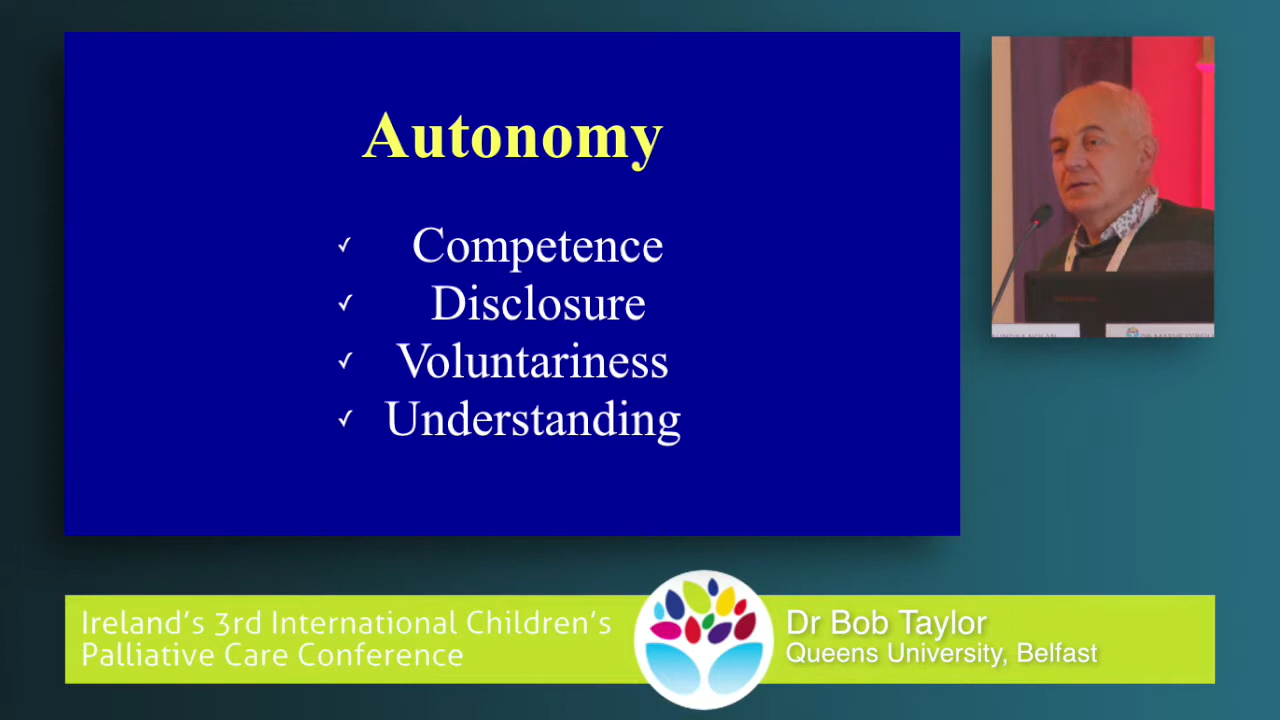 Autonomy
✓ Competence
✓ Disclosure
✓ Voluntariness
✓ Understanding
Ireland's 3rd International Children's
Palliative Care Conference
Dr Bob Taylor
Queens University, Belfast